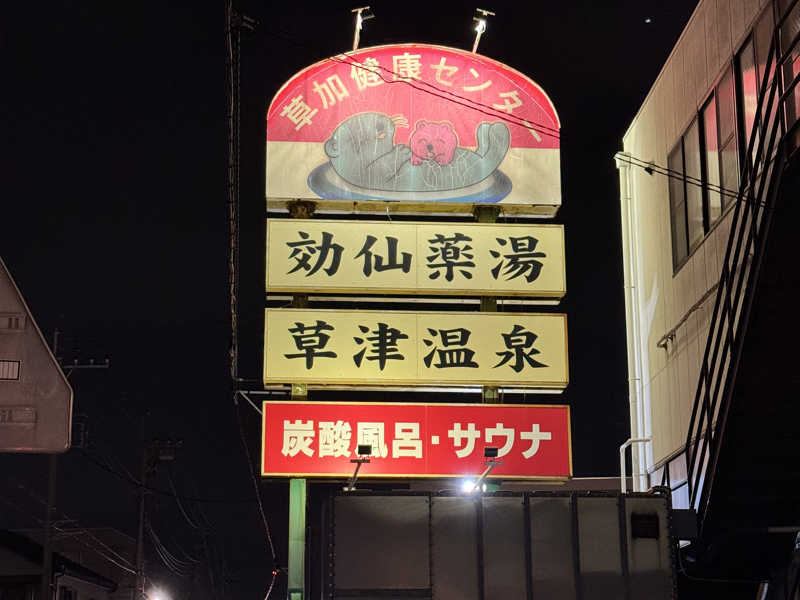 草加健康センター
効仙薬湯
草津温泉
炭酸風呂・サウナ